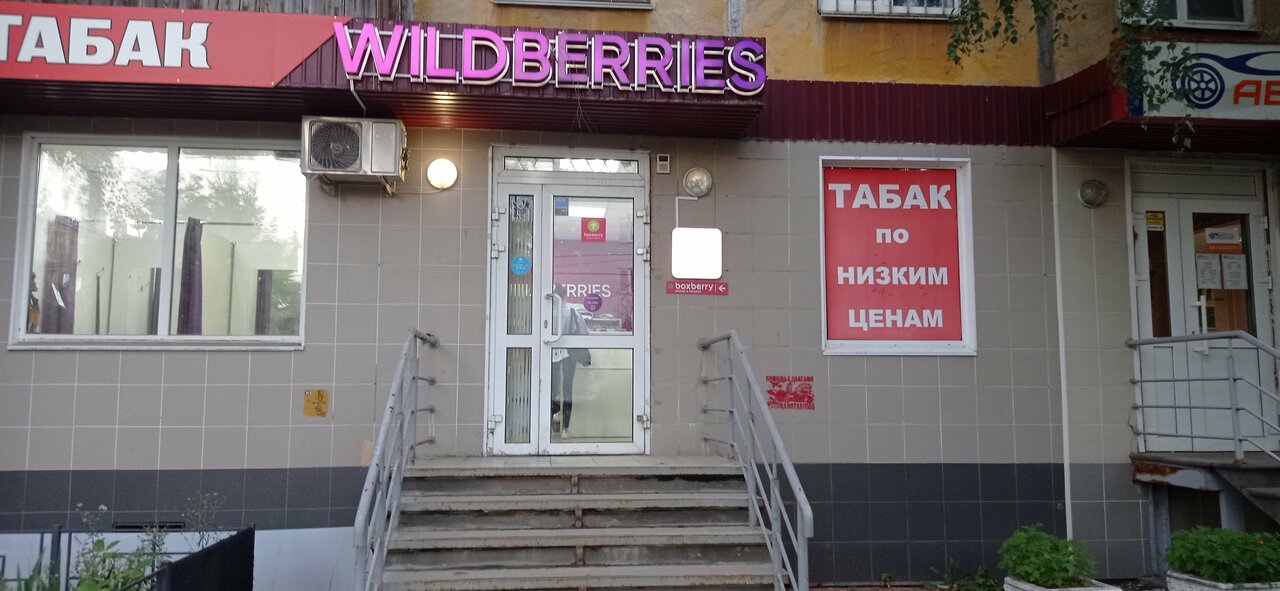 ТАБАК
WILDBERRIES
АВ
boxberry
BERRIES
boxberry
ТАБАК
ПО
НИЗКИМ
ЦЕНАМ